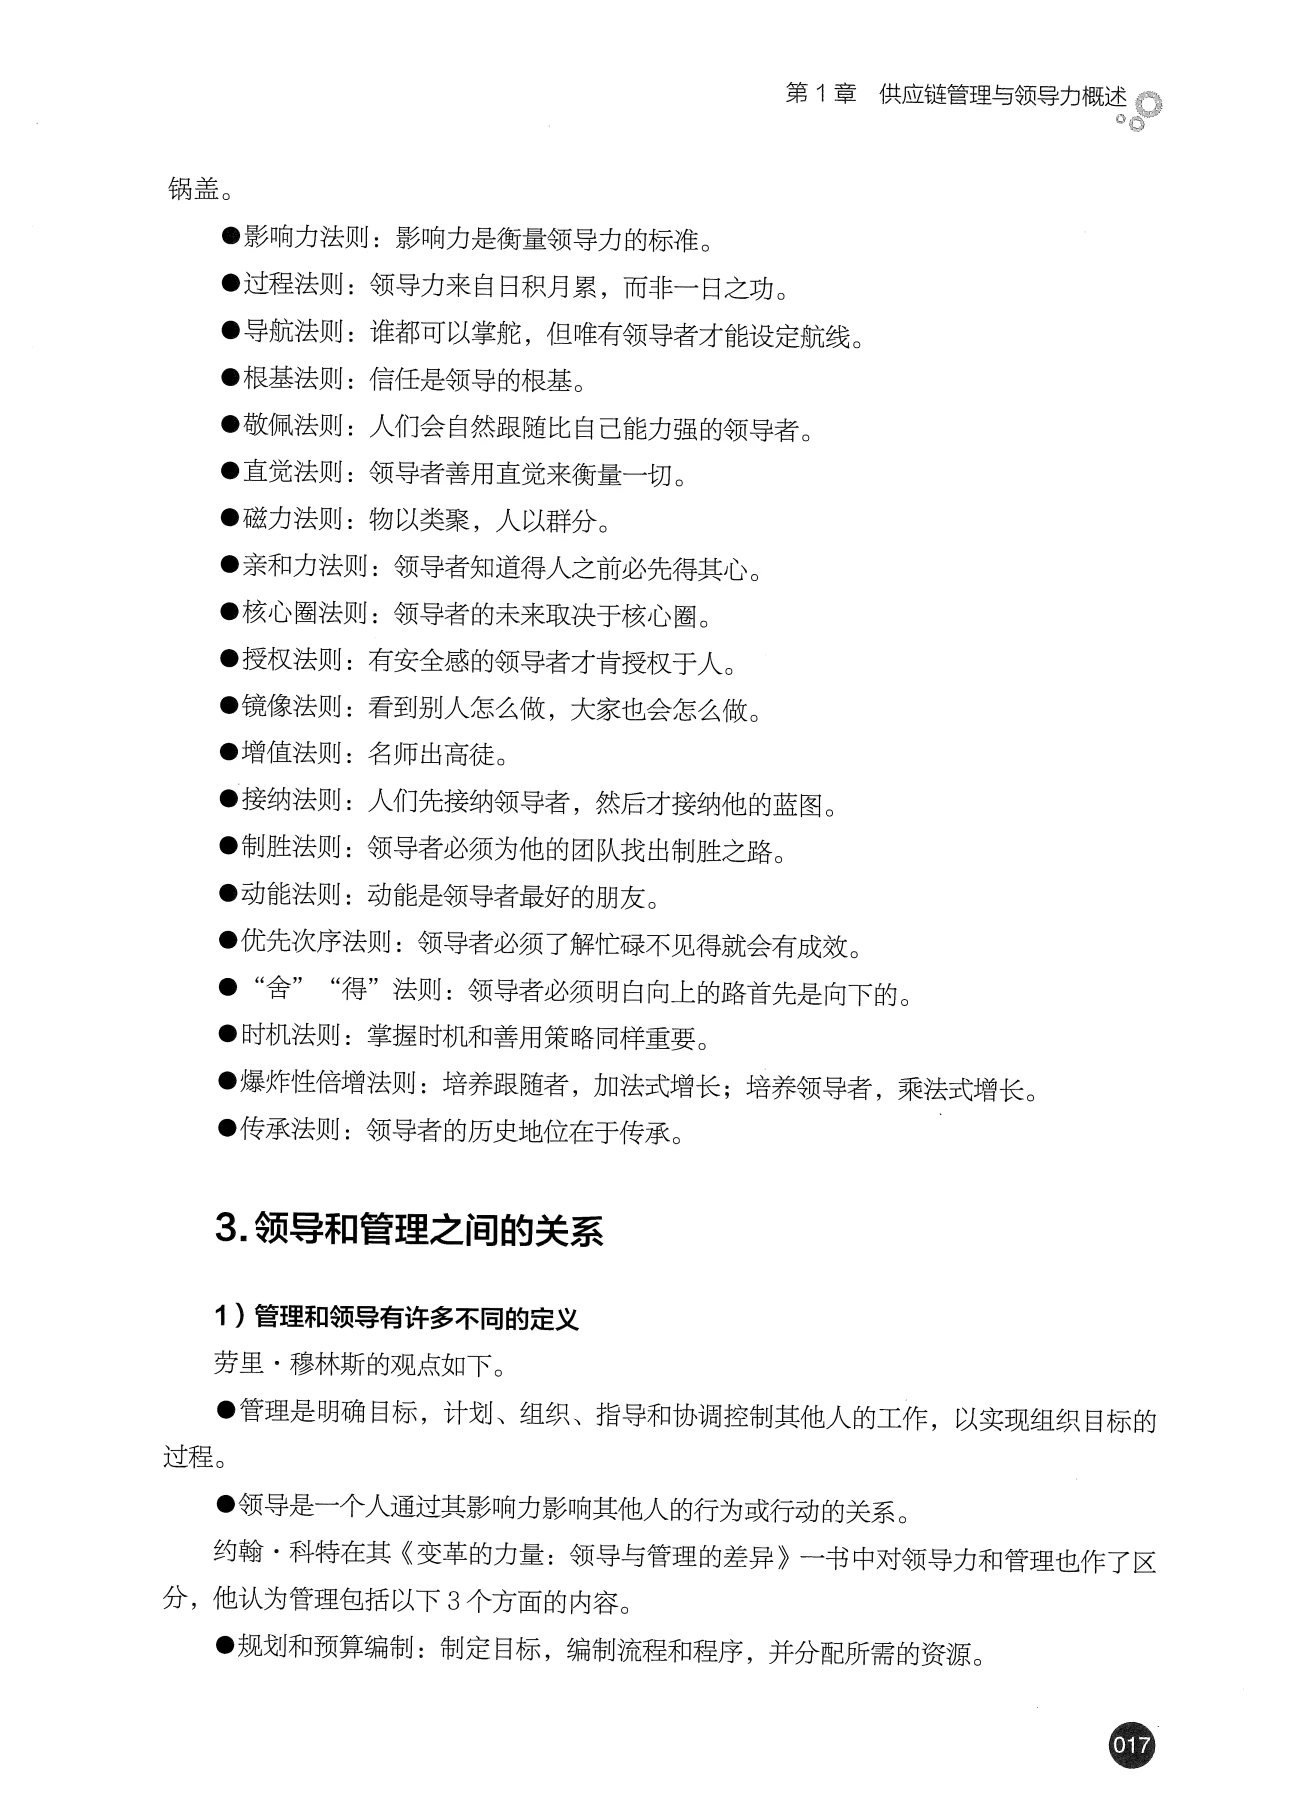 第 1 章　供应链管理与领导力概述
锅盖。
●影响力法则：影响力是衡量领导力的标准。
●过程法则：领导力来自日积月累，而非一日之功。
●导航法则：谁都可以掌舵，但唯有领导者才能设定航线。
●根基法则：信任是领导的根基。
●敬佩法则：人们会自然跟随比自己能力强的领导者。
●直觉法则：领导者善用直觉来衡量一切。
●磁力法则：物以类聚，人以群分。
●亲和力法则：领导者知道得人之前必先得其心。
●核心圈法则：领导者的未来取决于核心圈。
●授权法则：有安全感的领导者才肯授权于人。
●镜像法则：看到别人怎么做，大家也会怎么做。
●增值法则：名师出高徒。
●接纳法则：人们先接纳领导者，然后才接纳他的蓝图。
●制胜法则：领导者必须为他的团队找出制胜之路。
●动能法则：动能是领导者最好的朋友。
●优先次序法则：领导者必须了解忙碌不见得就会有成效。
●“舍”“得”法则：领导者必须明白向上的路首先是向下的。
●时机法则：掌握时机和善用策略同样重要。
●爆炸性倍增法则：培养跟随者，加法式增长；培养领导者，乘法式增长。
●传承法则：领导者的历史地位在于传承。
3.领导和管理之间的关系
1）管理和领导有许多不同的定义
劳里·穆林斯的观点如下。
●管理是明确目标，计划、组织、指导和协调控制其他人的工作，以实现组织目标的
过程。
●领导是一个人通过其影响力影响其他人的行为或行动的关系。
约翰·科特在其《变革的力量：领导与管理的差异》一书中对领导力和管理也作了区
分，他认为管理包括以下 3 个方面的内容。
●规划和预算编制：制定目标，编制流程和程序，并分配所需的资源。
017